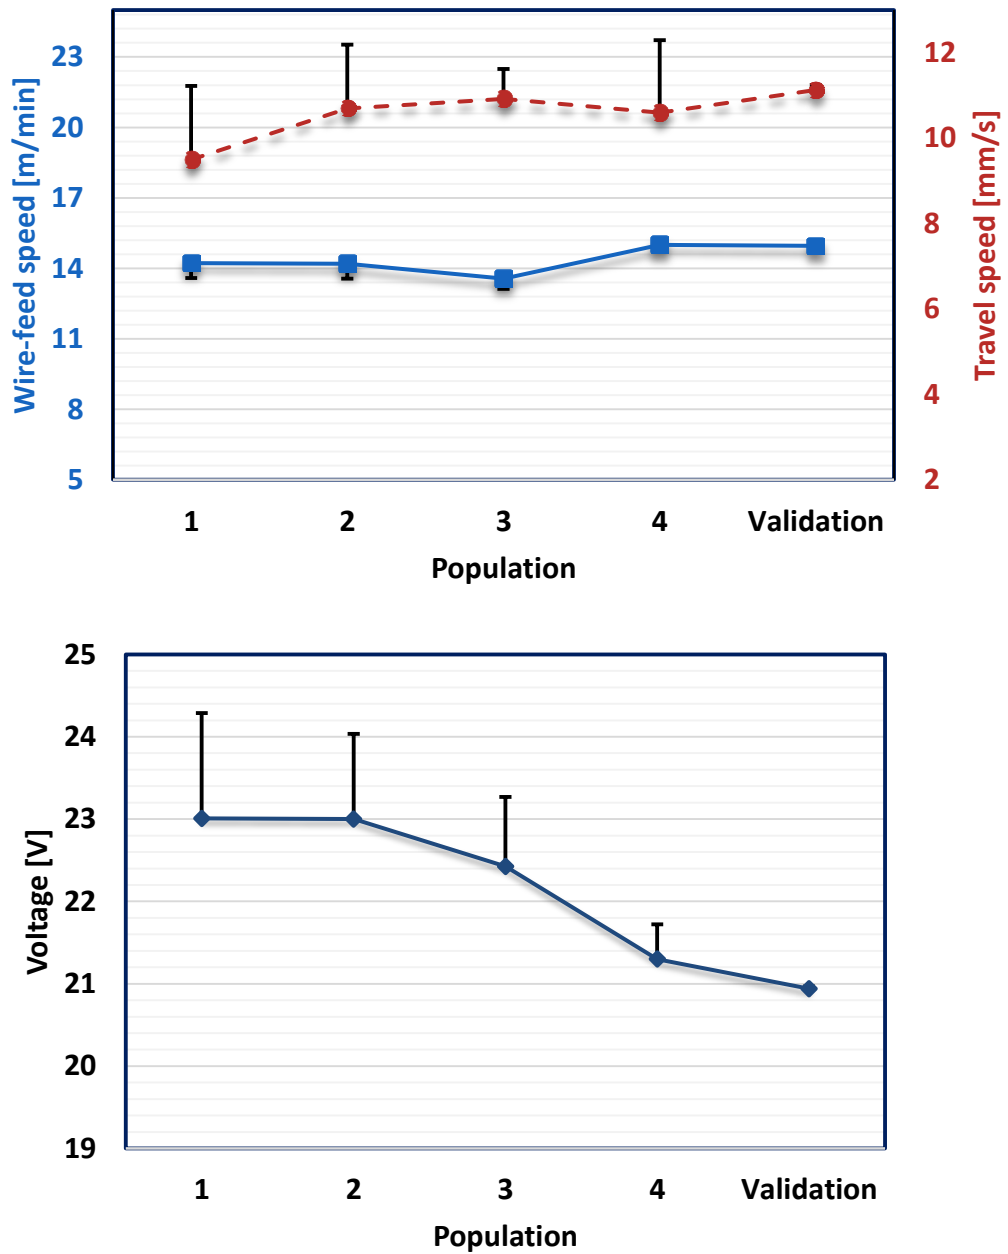 Wire-feed speed [m/min]
23
20
17
14
11
8
5
12
10
8
6
4
2
Travel speed [mm/s]
1 2 3 4 Validation
Population
Voltage [V]
25
24
23
22
21
20
19
1 2 3 4 Validation
Population